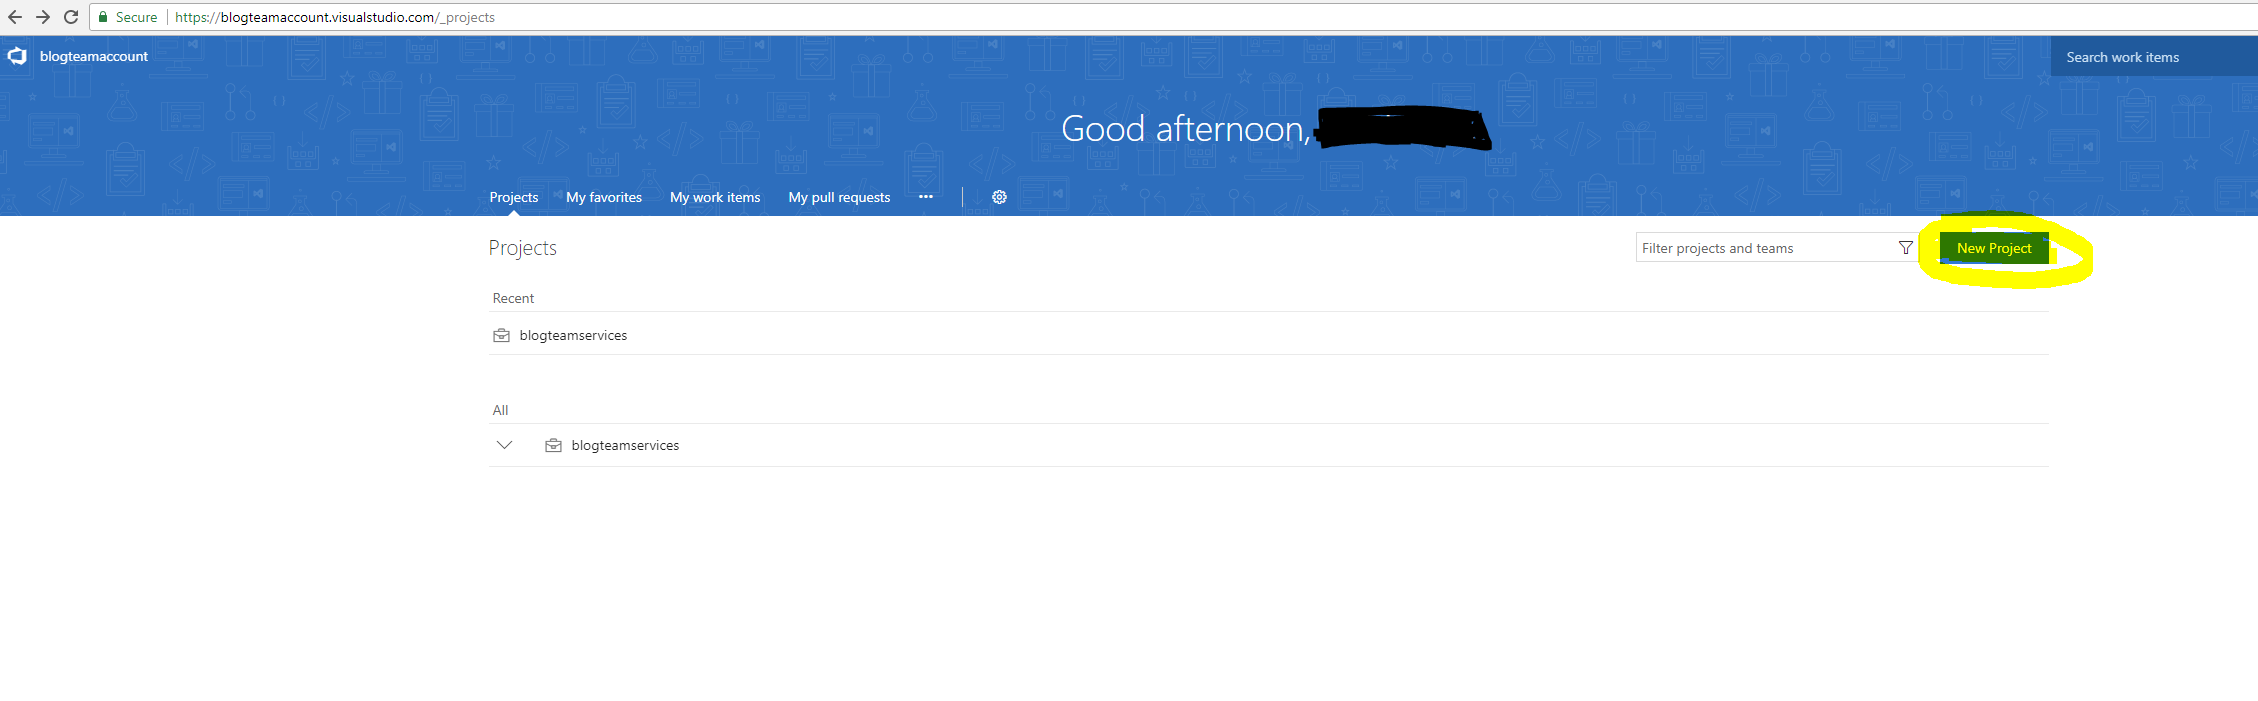 Secure https://blogteamaccount.visualstudio.com/_projects
blogteamaccount
Search work items
Good afternoon,
Projects My favorites My work items My pull requests ···
Projects
Filter projects and teams
New Project
Recent
blogteamservices
All
blogteamservices